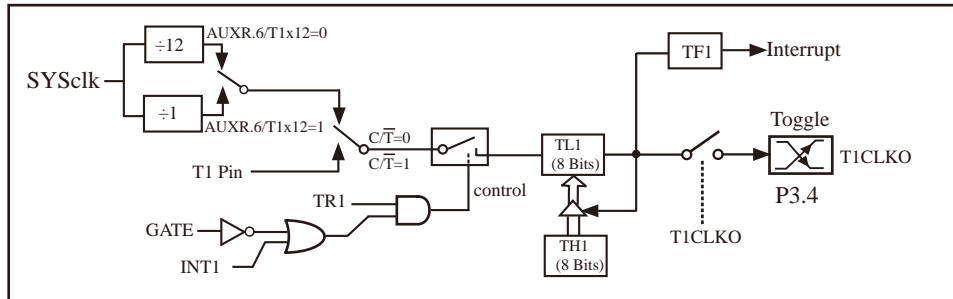 AUXR.6/T1x12=0
÷12
SYSclk
÷1
AUXR.6/T1x12=1
C/T̅=0
C/T̅=1
T1 Pin
TR1
control
GATE
INT1
TL1
(8 Bits)
TH1
(8 Bits)
TF1
Interrupt
Toggle
T1CLKO
P3.4
T1CLKO